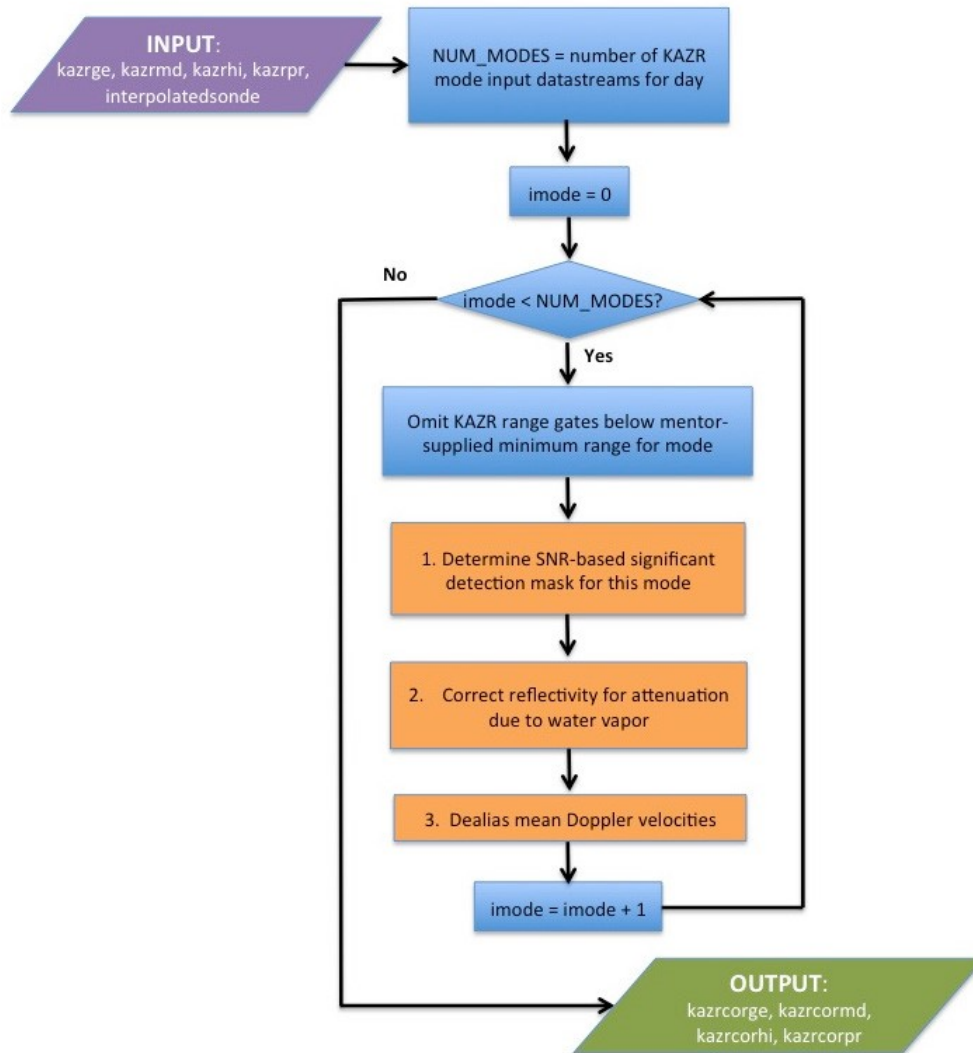 INPUT:
kazrge, kazrmd, kazrhi, kazrpr,
interpolatedsonde
NUM_MODES = number of KAZR
mode input datastreams for day
imode = 0
No
imode < NUM_MODES?
Yes
Omit KAZR range gates below mentor-
supplied minimum range for mode
1. Determine SNR-based significant
detection mask for this mode
2. Correct reflectivity for attenuation
due to water vapor
3. Dealias mean Doppler velocities
imode = imode + 1
OUTPUT:
kazrcorge, kazrcormd,
kazrcorhi, kazrcorpr